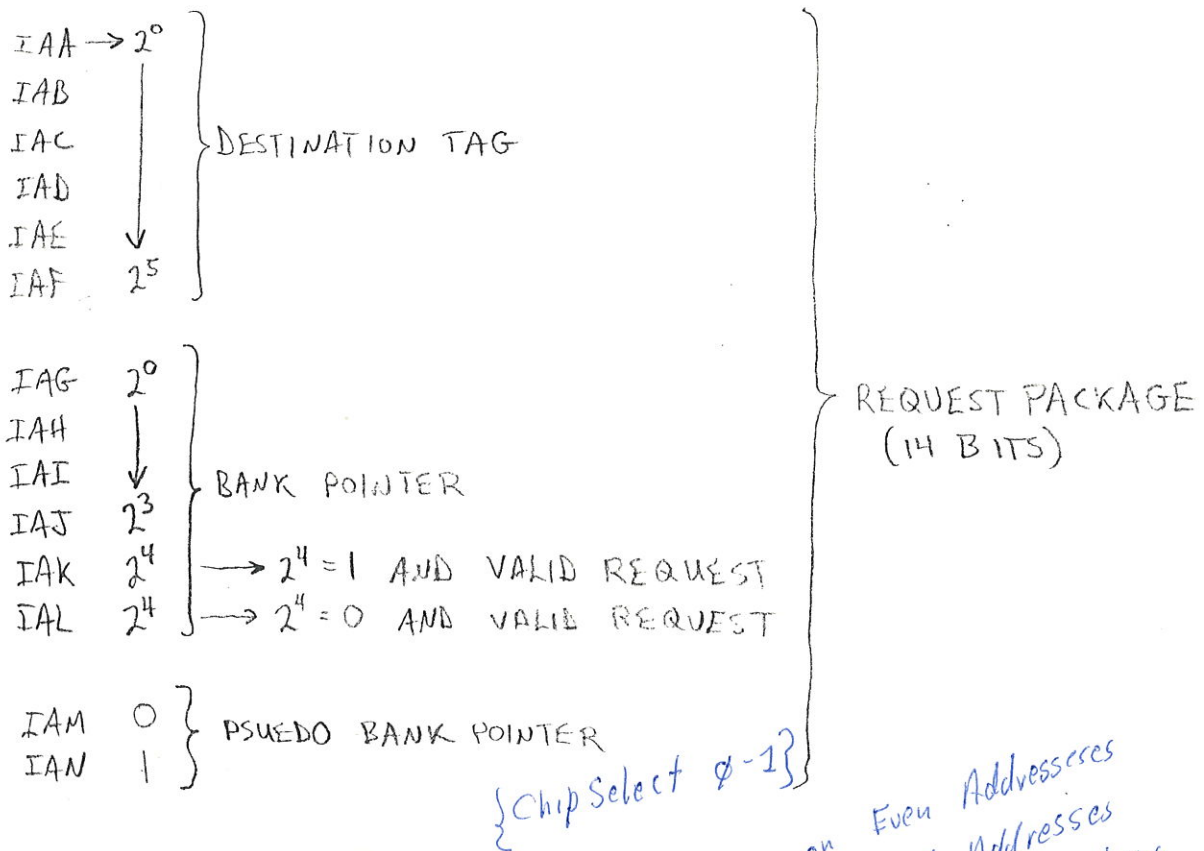 IAA → 2⁰
IAB
IAC
DESTINATION TAG
IAD
IAE
IAF 2⁵
IAG 2⁰
IAH
IAI
BANK POINTER
IAJ 2³
IAK 2⁴ → 2⁴ = 1 AND VALID REQUEST
IAL 2⁴ → 2⁴ = 0 AND VALID REQUEST
REQUEST PACKAGE
(14 BITS)
IAM 0
PSUEDO BANK POINTER
IAN 1
{Chip Select ø-1}
on Even Addresseses
Addresses